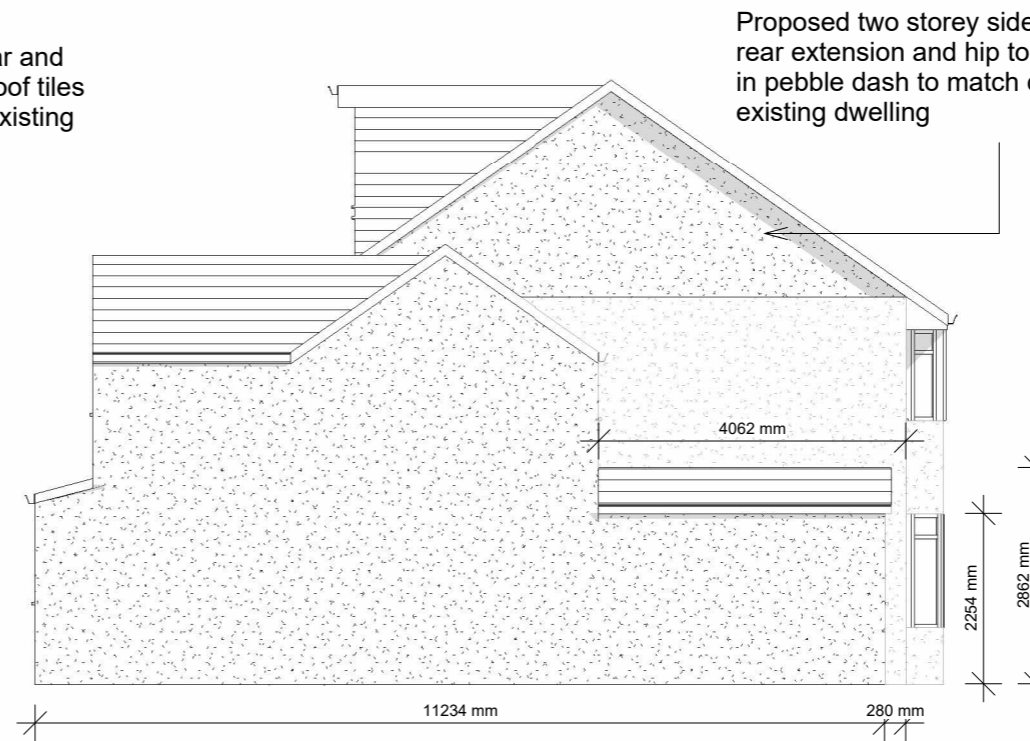 ar and
oof tiles
xisting
Proposed two storey side
rear extension and hip to
in pebble dash to match
existing dwelling
4062 mm
2254 mm
2862 mm
11234 mm
280 mm